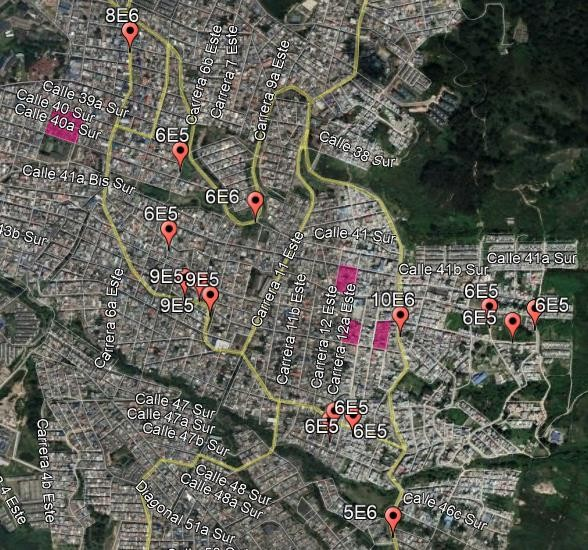 8E6
Carrera 6b Este
Carrera 7 Este
Carrera 9a Este
Calle 39a Sur
Calle 40 Sur
Calle 40a Sur
6E5
Calle 38 Sur
Calle 41a Bis Sur
6E6
6E5
Calle 41 Sur
Carrera 11 Este
Calle 41a Sur
Calle 41b Sur
9E5
9E5
9E5
Carrera 6a Este
Carrera 11b Este
Carrera 12 Este
Carrera 12a Este
10E6
6E5
6E5
6E5
Calle 47 Sur
Calle 47a Sur
Calle 47b Sur
6E5
6E5
6E5
Carrera 4b Este
Calle 48 Sur
Calle 48a Sur
Diagonal 51a Sur
5E6
Calle 46c Sur